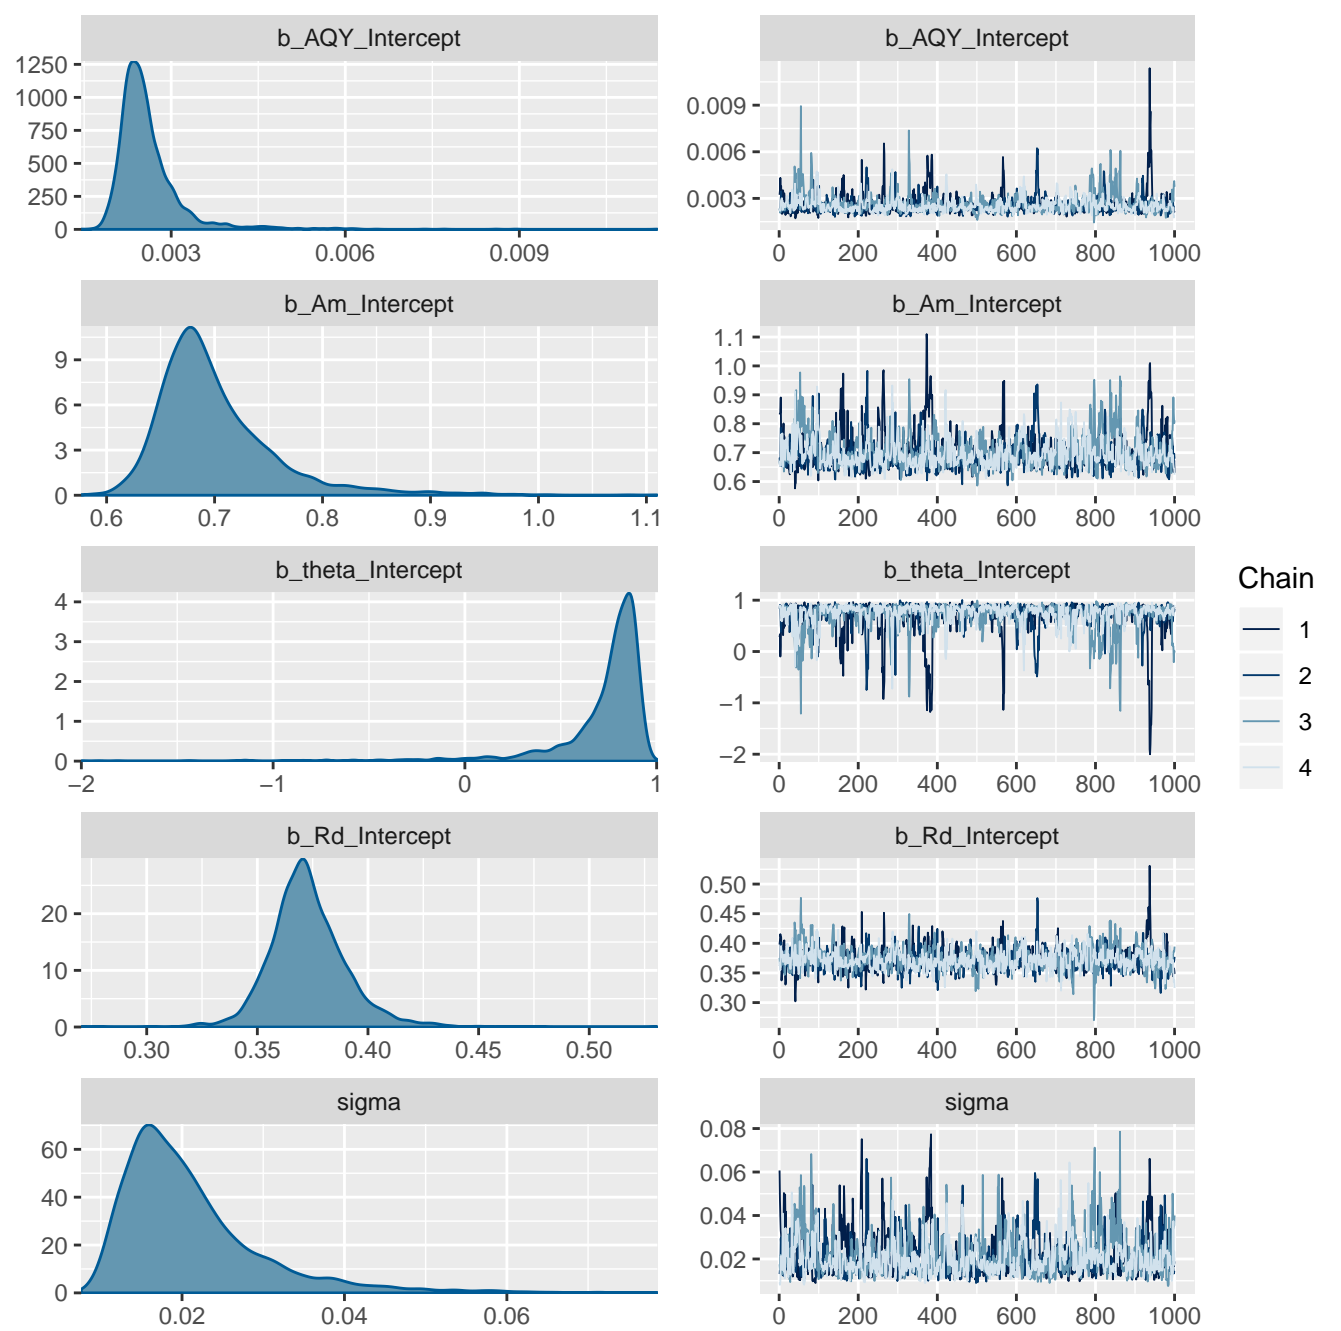 b_AQY_Intercept
b_AQY_Intercept
1250
1000
750
500
250
0
0.003 0.006 0.009
0.009
0.006
0.003
0 200 400 600 800 1000
b_Am_Intercept
b_Am_Intercept
9
6
3
0
0.6 0.7 0.8 0.9 1.0 1.1
1.1
1.0
0.9
0.8
0.7
0.6
0 200 400 600 800 1000
b_theta_Intercept
b_theta_Intercept
4
3
2
1
0
−2 −1 0 1
1
0
−1
−2
0 200 400 600 800 1000
Chain
1
2
3
4
b_Rd_Intercept
b_Rd_Intercept
20
10
0
0.30 0.35 0.40 0.45 0.50
0.50
0.45
0.40
0.35
0.30
0 200 400 600 800 1000
sigma
sigma
60
40
20
0
0.02 0.04 0.06
0.08
0.06
0.04
0.02
0 200 400 600 800 1000